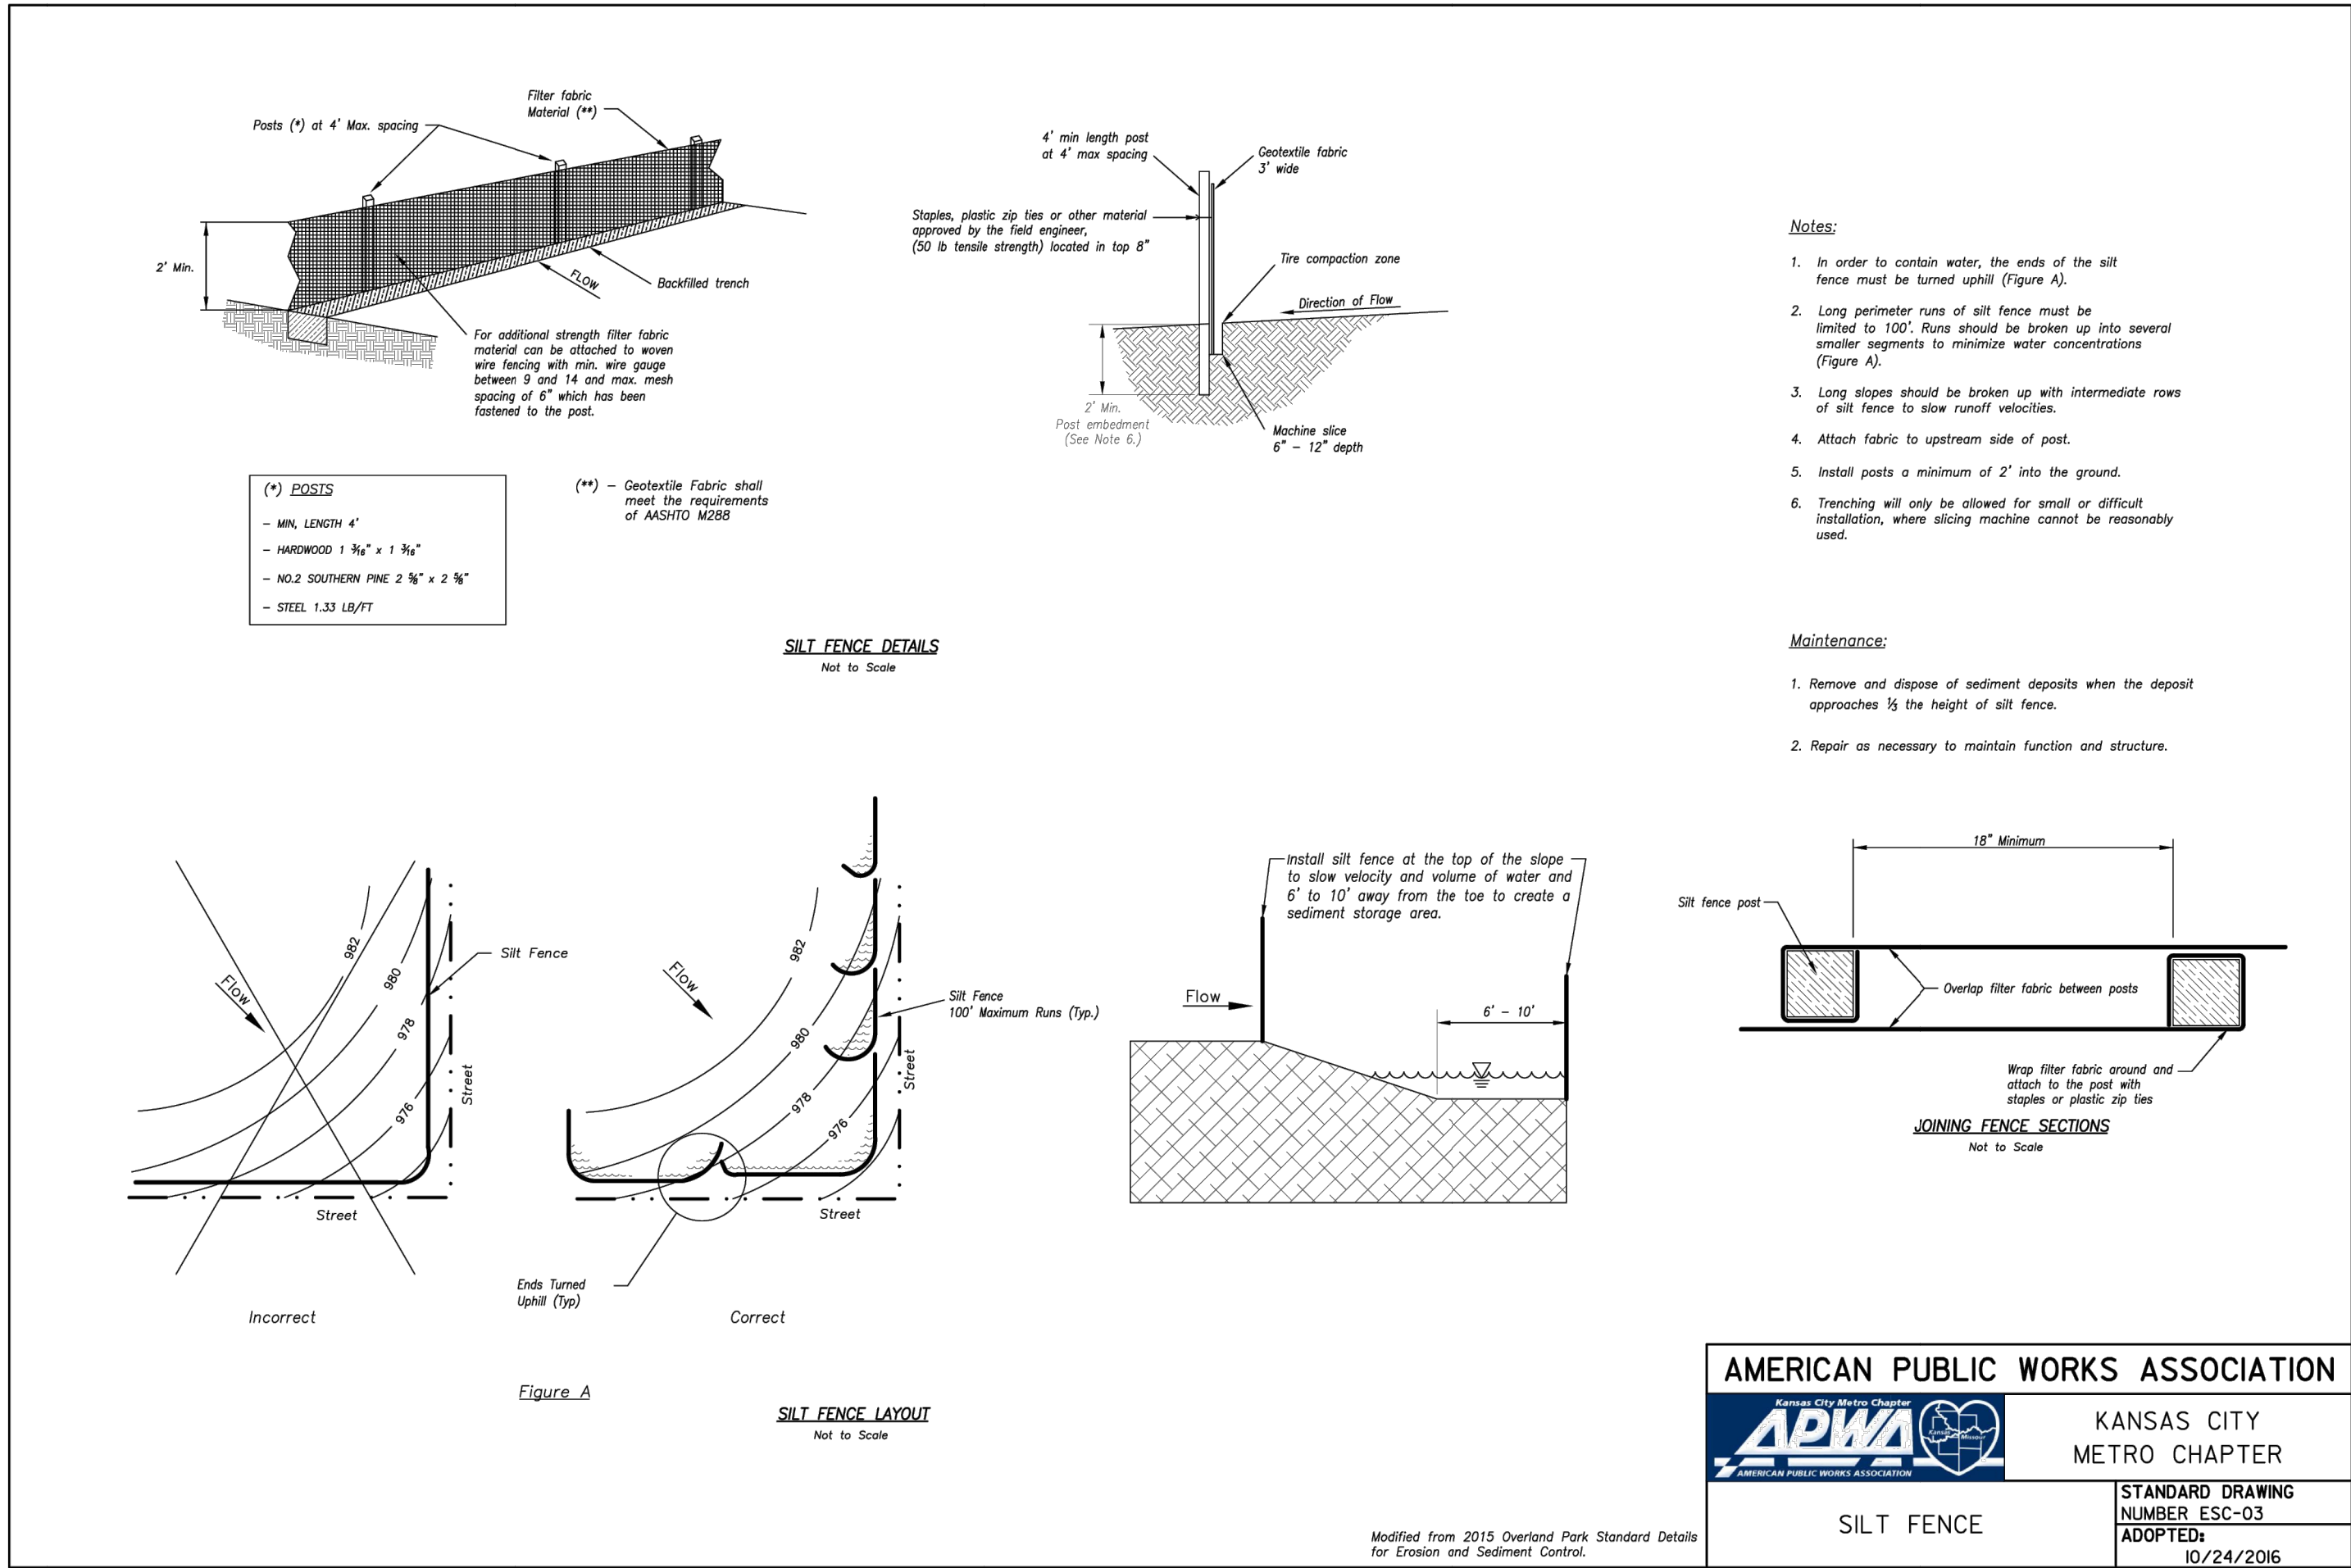 Filter fabric
Material (**)
Posts (*) at 4' Max. spacing
2' Min.
FLOW
Backfilled trench
For additional strength filter fabric
material can be attached to woven
wire fencing with min. wire gauge
between 9 and 14 and max. mesh
spacing of 6" which has been
fastened to the post.
(*) POSTS
- MIN, LENGTH 4'
- HARDWOOD 1 3/16" x 1 3/16"
- NO.2 SOUTHERN PINE 2 5/8" x 2 5/8"
- STEEL 1.33 LB/FT
(**) - Geotextile Fabric shall
meet the requirements
of AASHTO M288
4' min length post
at 4' max spacing
Geotextile fabric
3' wide
Staples, plastic zip ties or other material
approved by the field engineer,
(50 lb tensile strength) located in top 8"
Tire compaction zone
Direction of Flow
2' Min.
Post embedment
(See Note 6.)
Machine slice
6" - 12" depth
SILT FENCE DETAILS
Not to Scale
Notes:
1. In order to contain water, the ends of the silt
fence must be turned uphill (Figure A).
2. Long perimeter runs of silt fence must be
limited to 100'. Runs should be broken up into several
smaller segments to minimize water concentrations
(Figure A).
3. Long slopes should be broken up with intermediate rows
of silt fence to slow runoff velocities.
4. Attach fabric to upstream side of post.
5. Install posts a minimum of 2' into the ground.
6. Trenching will only be allowed for small or difficult
installation, where slicing machine cannot be reasonably
used.
Maintenance:
1. Remove and dispose of sediment deposits when the deposit
approaches 1/3 the height of silt fence.
2. Repair as necessary to maintain function and structure.
982
980
978
976
Flow
Silt Fence
Street
Street
Incorrect
982
980
978
976
Flow
Silt Fence
100' Maximum Runs (Typ.)
Street
Street
Ends Turned
Uphill (Typ)
Correct
Figure A
SILT FENCE LAYOUT
Not to Scale
Install silt fence at the top of the slope
to slow velocity and volume of water and
6' to 10' away from the toe to create a
sediment storage area.
Flow
6' - 10'
18" Minimum
Silt fence post
Overlap filter fabric between posts
Wrap filter fabric around and
attach to the post with
staples or plastic zip ties
JOINING FENCE SECTIONS
Not to Scale
Modified from 2015 Overland Park Standard Details
for Erosion and Sediment Control.
AMERICAN PUBLIC WORKS ASSOCIATION
Kansas City Metro Chapter
APWA
Kansas
Missouri
AMERICAN PUBLIC WORKS ASSOCIATION
KANSAS CITY
METRO CHAPTER
SILT FENCE
STANDARD DRAWING
NUMBER ESC-03
ADOPTED:
10/24/2016